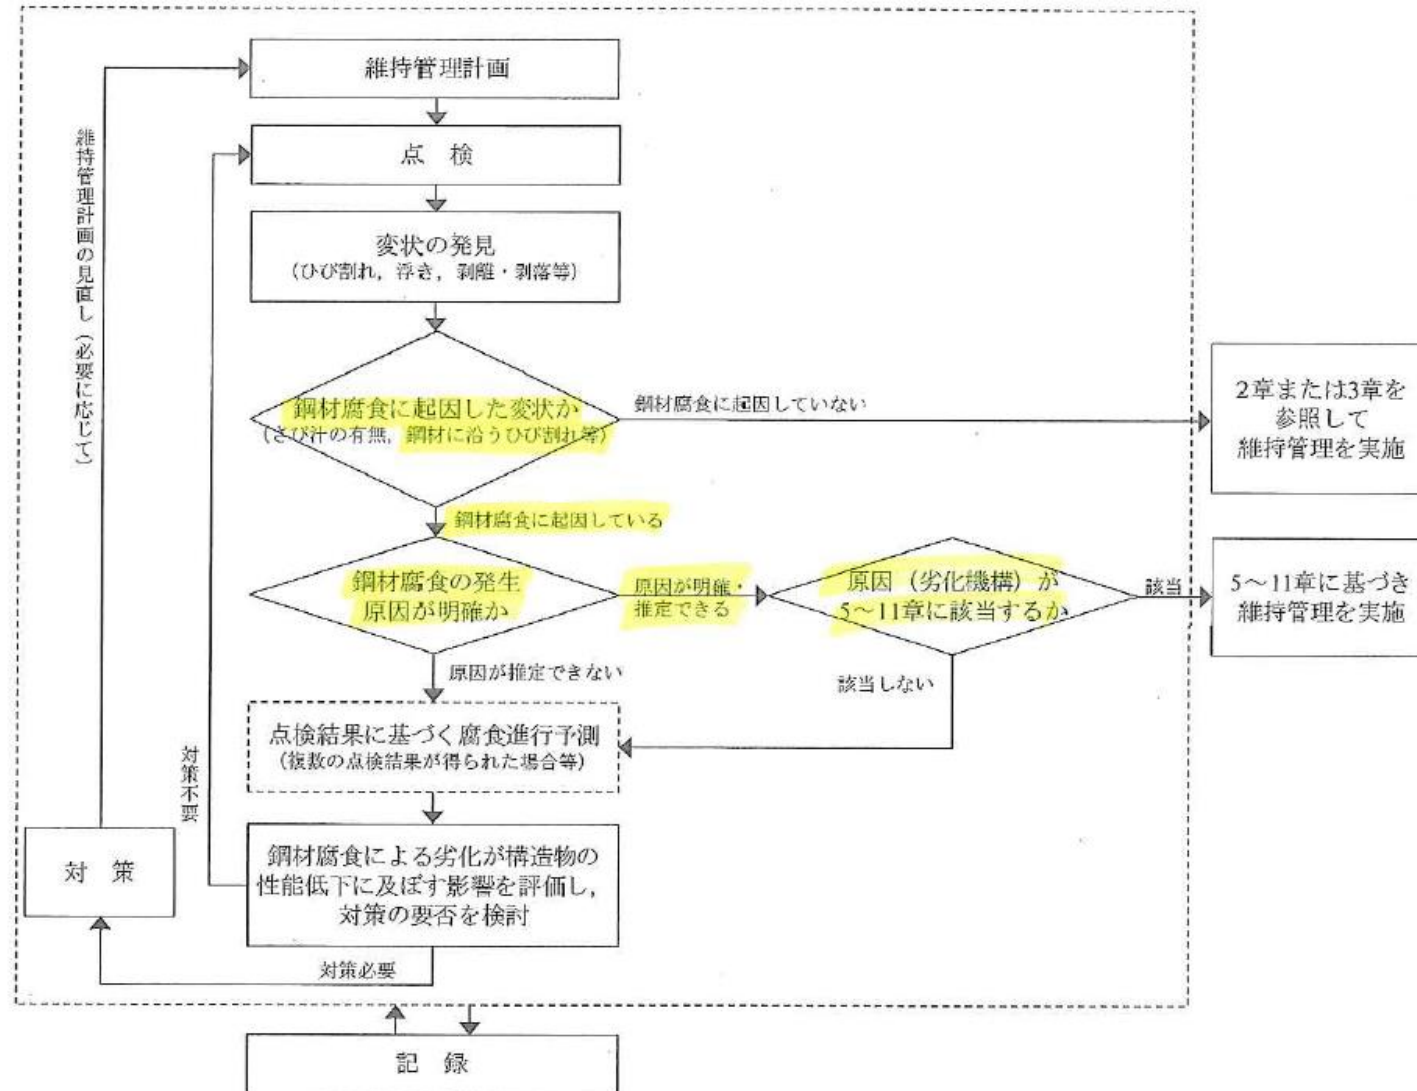 維持管理計画
点　検
変状の発見
（ひび割れ，浮き，剥離・剥落等）
鋼材腐食に起因した変状か
（さび汁の有無，鋼材に沿うひび割れ等）
鋼材腐食に起因していない
2章または3章を
参照して
維持管理を実施
鋼材腐食に起因している
鋼材腐食の発生
原因が明確か
原因が明確・
推定できる
原因（劣化機構）が
5～11章に該当するか
該当
5～11章に基づき
維持管理を実施
原因が推定できない
該当しない
点検結果に基づく腐食進行予測
（複数の点検結果が得られた場合等）
鋼材腐食による劣化が構造物の
性能低下に及ぼす影響を評価し，
対策の要否を検討
対策不要
対策必要
対　策
維持管理計画の見直し（必要に応じて）
記　録